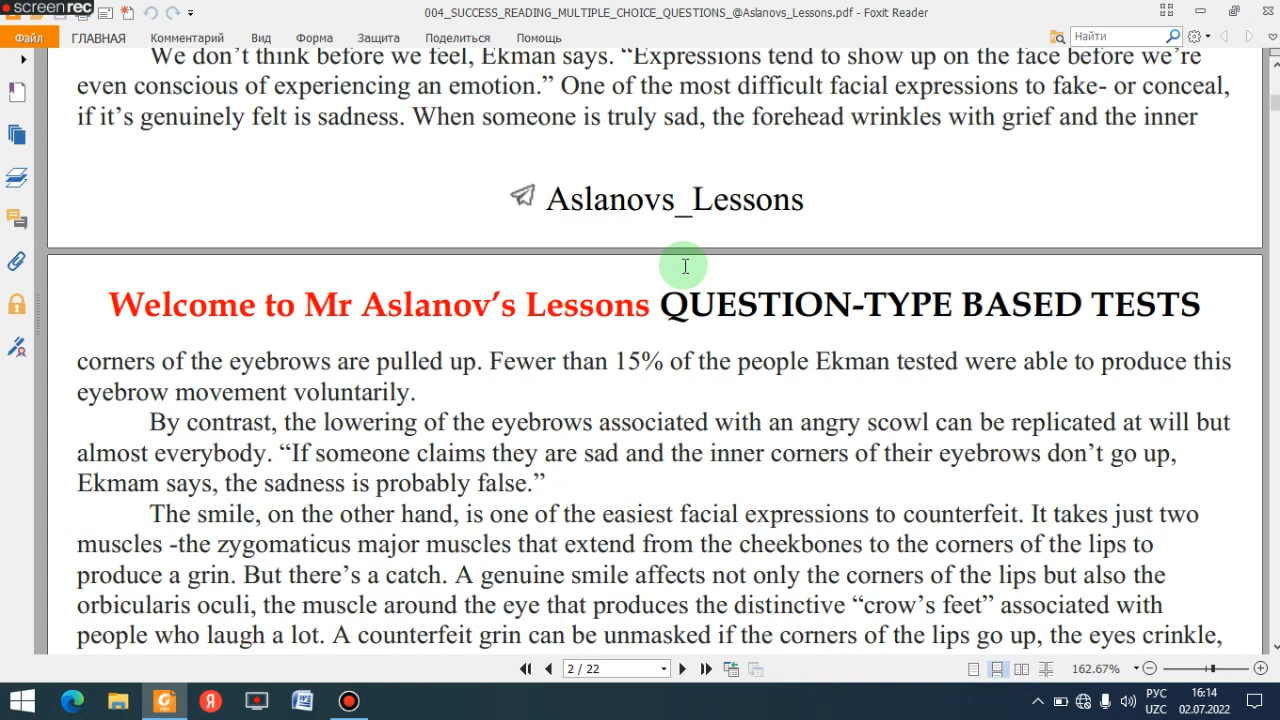 screen rec
004_SUCCESS_READING_MULTIPLE_CHOICE_QUESTIONS_@Aslanovs_Lessons.pdf - Foxit Reader
Файл ГЛАВНАЯ Комментарий Вид Форма Защита Поделиться Помощь Найти
We don’t think before we feel, Ekman says. “Expressions tend to show up on the face before we’re
even conscious of experiencing an emotion.” One of the most difficult facial expressions to fake- or conceal,
if it’s genuinely felt is sadness. When someone is truly sad, the forehead wrinkles with grief and the inner
Aslanovs_Lessons
Welcome to Mr Aslanov’s Lessons QUESTION-TYPE BASED TESTS
corners of the eyebrows are pulled up. Fewer than 15% of the people Ekman tested were able to produce this
eyebrow movement voluntarily.
By contrast, the lowering of the eyebrows associated with an angry scowl can be replicated at will but
almost everybody. “If someone claims they are sad and the inner corners of their eyebrows don’t go up,
Ekmam says, the sadness is probably false.”
The smile, on the other hand, is one of the easiest facial expressions to counterfeit. It takes just two
muscles -the zygomaticus major muscles that extend from the cheekbones to the corners of the lips to
produce a grin. But there’s a catch. A genuine smile affects not only the corners of the lips but also the
orbicularis oculi, the muscle around the eye that produces the distinctive “crow’s feet” associated with
people who laugh a lot. A counterfeit grin can be unmasked if the corners of the lips go up, the eyes crinkle,
2 / 22 162.67%
РУС 16:14
UZC 02.07.2022